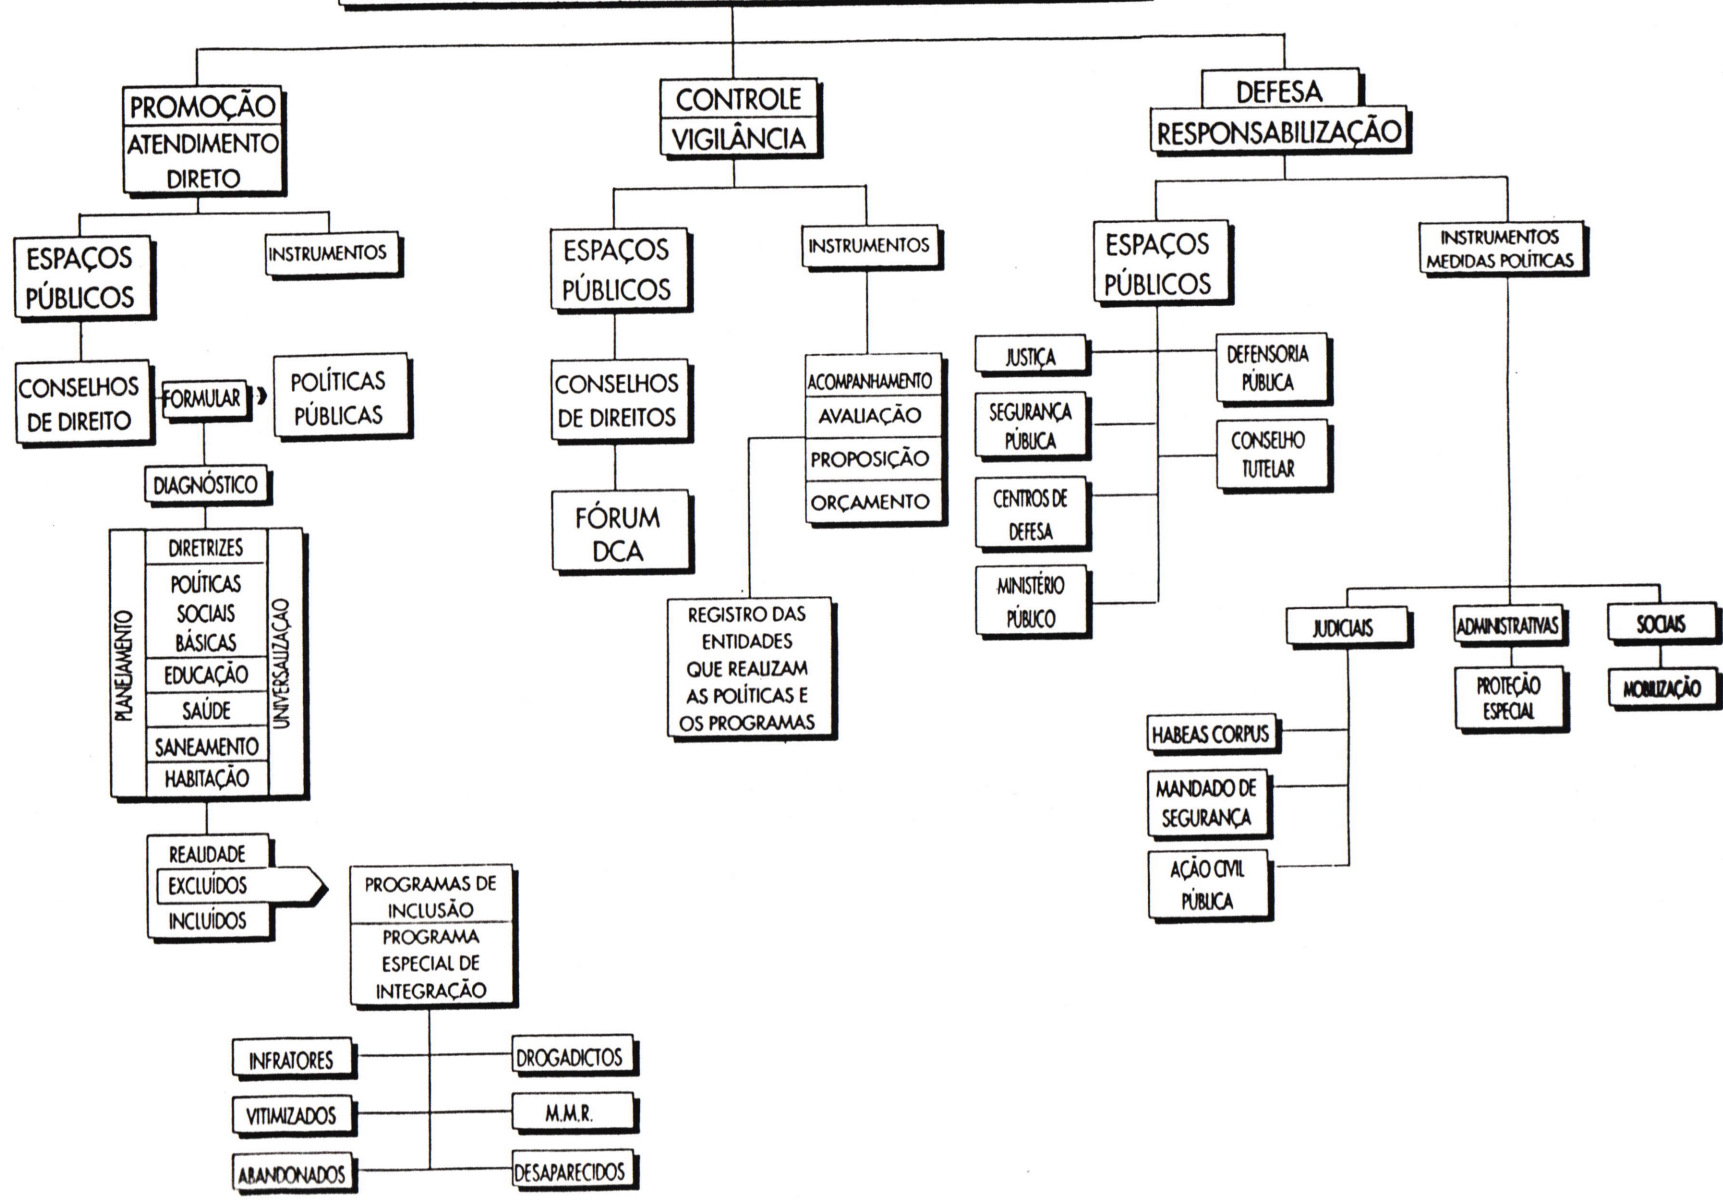 PROMOÇÃO
ATENDIMENTO
DIRETO
ESPAÇOS
PÚBLICOS
INSTRUMENTOS
CONSELHOS
DE DIREITO
FORMULAR
POLÍTICAS
PÚBLICAS
DIAGNÓSTICO
PLANEJAMENTO
DIRETRIZES
POLÍTICAS
SOCIAIS
BÁSICAS
EDUCAÇÃO
SAÚDE
SANEAMENTO
HABITAÇÃO
UNIVERSALIZAÇAO
REALIDADE
EXCLUÍDOS
INCLUÍDOS
PROGRAMAS DE
INCLUSÃO
PROGRAMA
ESPECIAL DE
INTEGRAÇÃO
INFRATORES
DROGADICTOS
VITIMIZADOS
M.M.R.
ABANDONADOS
DESAPARECIDOS
CONTROLE
VIGILÂNCIA
ESPAÇOS
PÚBLICOS
INSTRUMENTOS
CONSELHOS
DE DIREITOS
FÓRUM
DCA
ACOMPANHAMENTO
AVALIAÇÃO
PROPOSIÇÃO
ORÇAMENTO
REGISTRO DAS
ENTIDADES
QUE REALIZAM
AS POLÍTICAS E
OS PROGRAMAS
DEFESA
RESPONSABILIZAÇÃO
ESPAÇOS
PÚBLICOS
INSTRUMENTOS
MEDIDAS POLÍTICAS
JUSTIÇA
DEFENSORIA
PÚBLICA
SEGURANÇA
PÚBLICA
CONSELHO
TUTELAR
CENTROS DE
DEFESA
MINISTÉRIO
PÚBLICO
JUDICIAIS
ADMINISTRATIVAS
SOCIAIS
PROTEÇÃO
ESPECIAL
MOBILIZAÇÃO
HABEAS CORPUS
MANDADO DE
SEGURANÇA
AÇÃO CIVIL
PÚBLICA